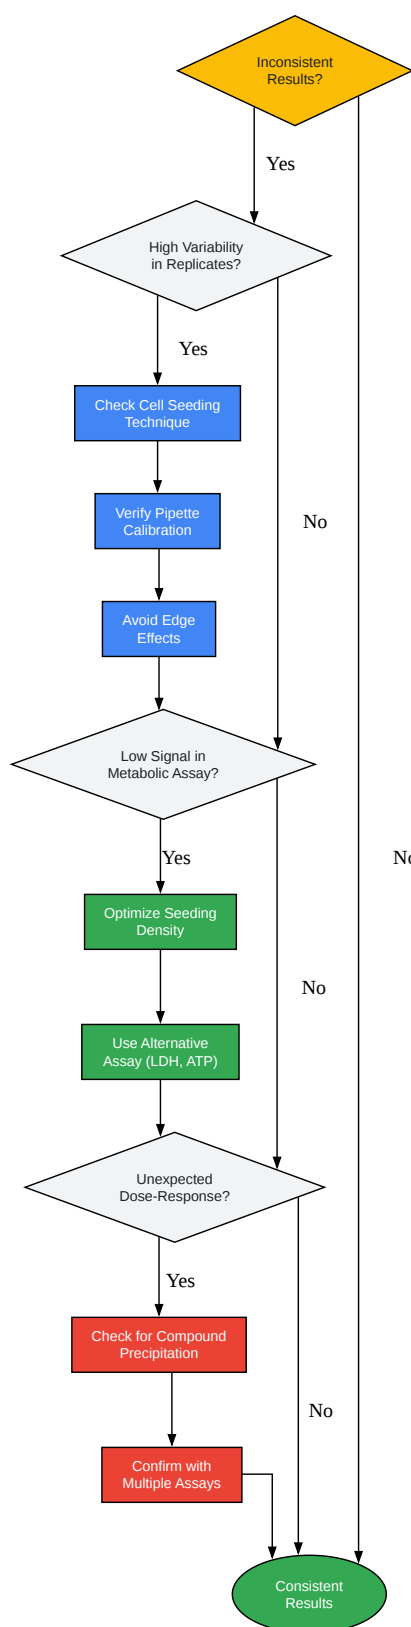 Inconsistent
Results?
Yes
High Variability
in Replicates?
Yes
Check Cell Seeding
Technique
Verify Pipette
Calibration
No
Avoid Edge
Effects
Low Signal in
Metabolic Assay?
Yes
No
Optimize Seeding
Density
No
Use Alternative
Assay (LDH, ATP)
Unexpected
Dose-Response?
Yes
Check for Compound
Precipitation
No
Confirm with
Multiple Assays
Consistent
Results